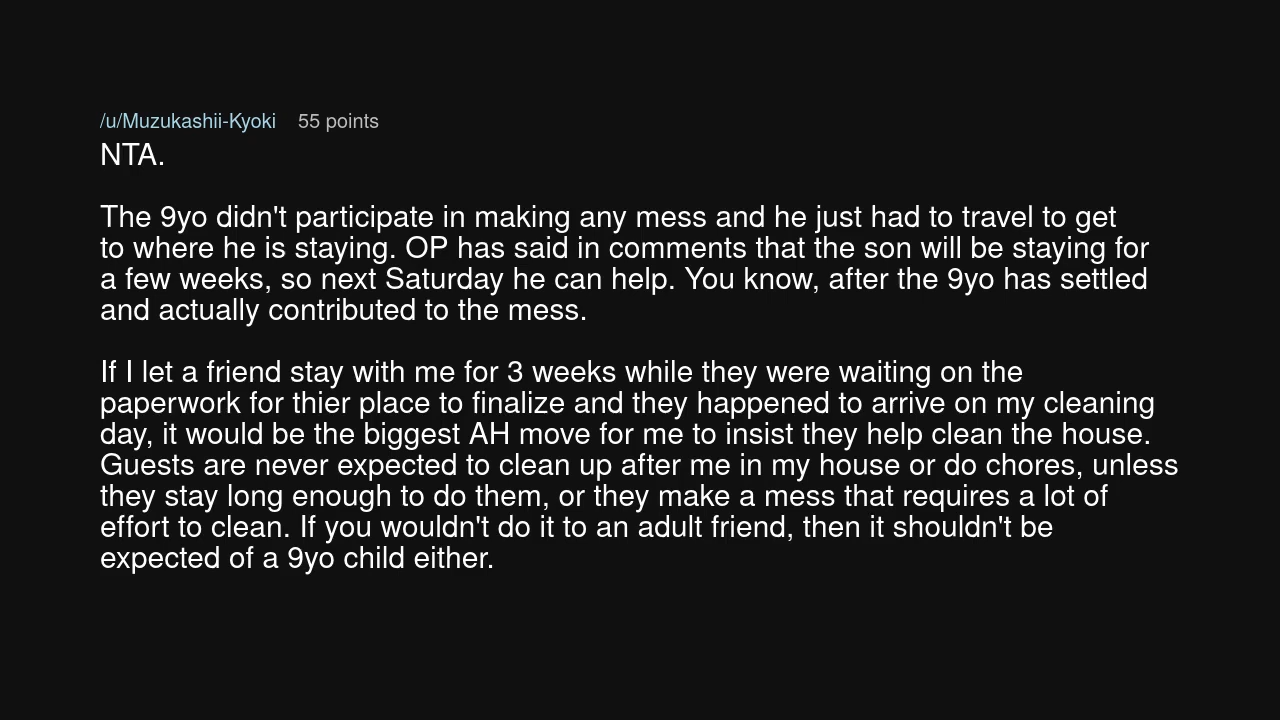 /u/Muzukashii-Kyoki 55 points
NTA.
The 9yo didn't participate in making any mess and he just had to travel to get
to where he is staying. OP has said in comments that the son will be staying for
a few weeks, so next Saturday he can help. You know, after the 9yo has settled
and actually contributed to the mess.
If I let a friend stay with me for 3 weeks while they were waiting on the
paperwork for thier place to finalize and they happened to arrive on my cleaning
day, it would be the biggest AH move for me to insist they help clean the house.
Guests are never expected to clean up after me in my house or do chores, unless
they stay long enough to do them, or they make a mess that requires a lot of
effort to clean. If you wouldn't do it to an adult friend, then it shouldn't be
expected of a 9yo child either.